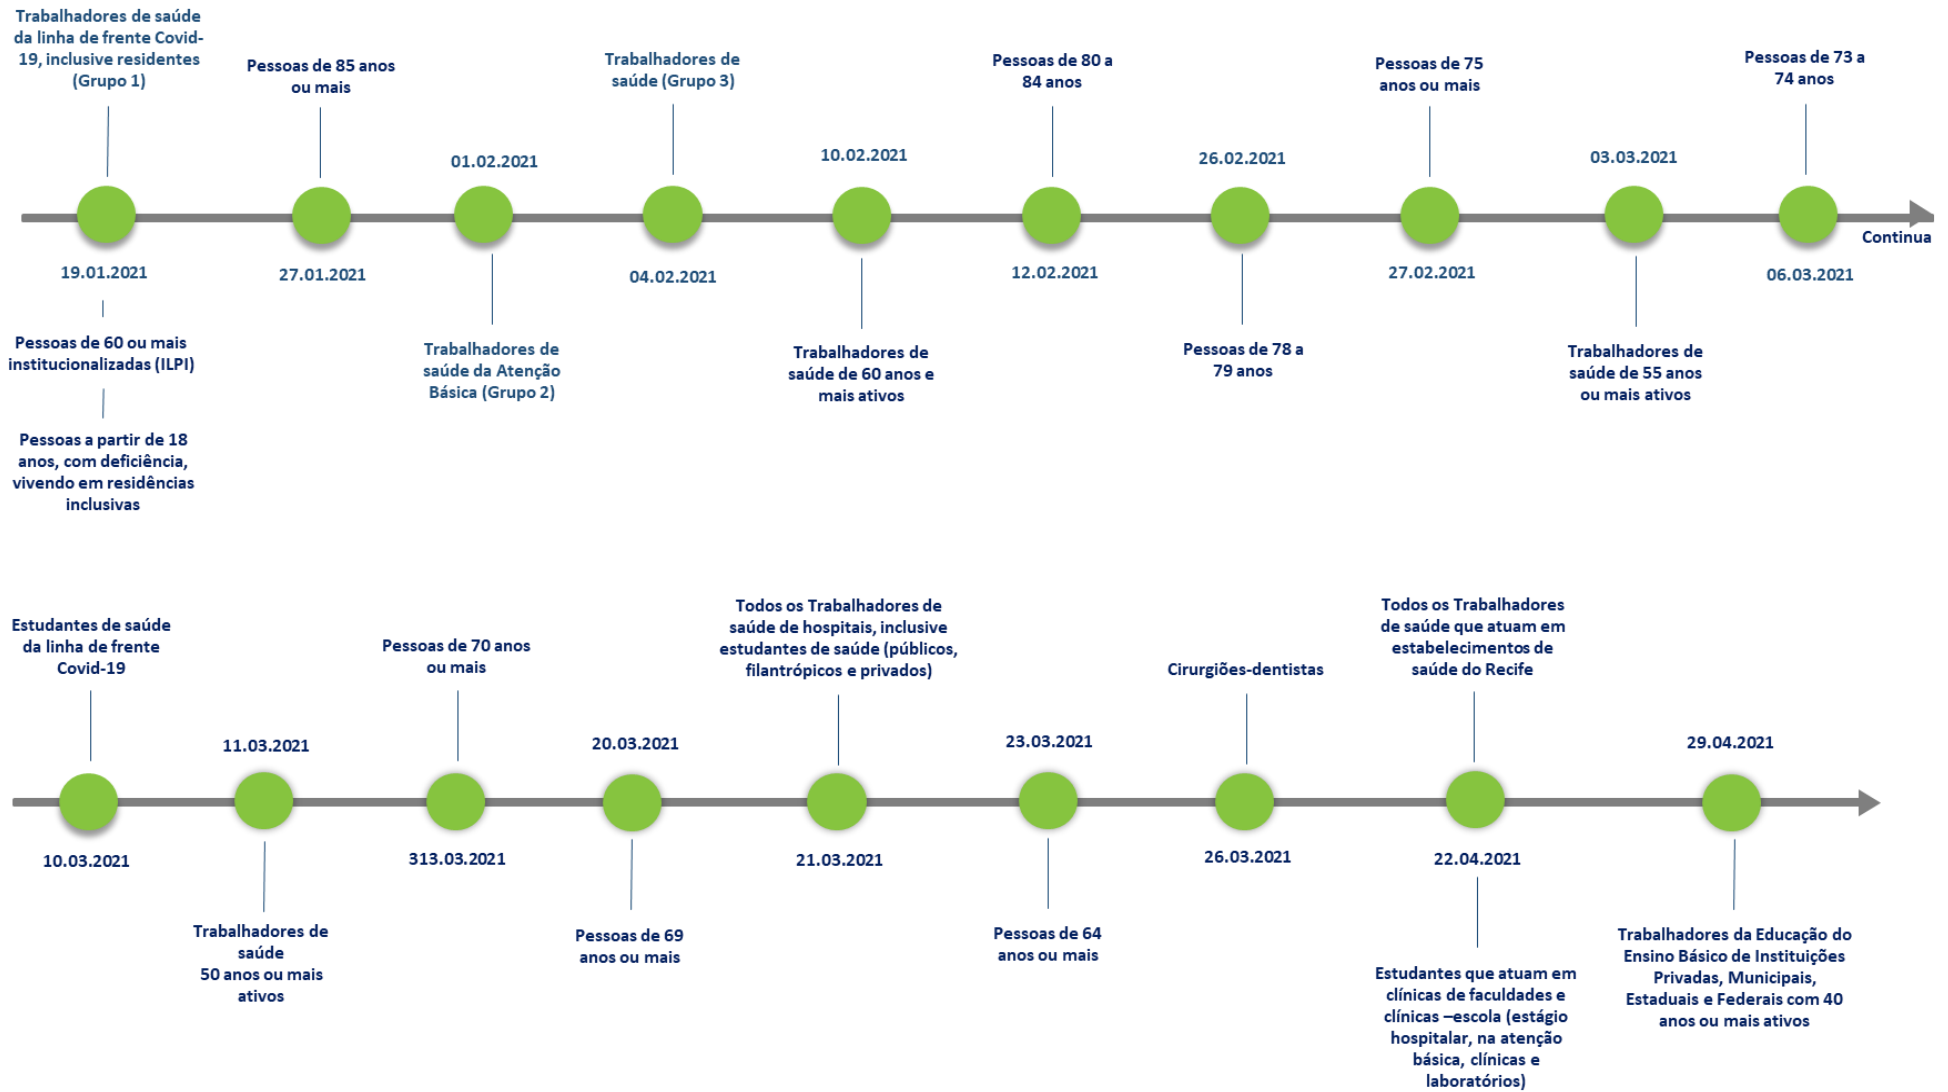 Trabalhadores de saúde
da linha de frente Covid-
19, inclusive residentes
(Grupo 1)
19.01.2021
Pessoas de 60 ou mais
institucionalizadas (ILPI)
Pessoas a partir de 18
anos, com deficiência,
vivendo em residências
inclusivas
Pessoas de 85 anos
ou mais
27.01.2021
01.02.2021
Trabalhadores de
saúde da Atenção
Básica (Grupo 2)
Trabalhadores de
saúde (Grupo 3)
04.02.2021
10.02.2021
Trabalhadores de
saúde de 60 anos e
mais ativos
Pessoas de 80 a
84 anos
12.02.2021
26.02.2021
Pessoas de 78 a
79 anos
Pessoas de 75
anos ou mais
27.02.2021
03.03.2021
Trabalhadores de
saúde de 55 anos
ou mais ativos
Pessoas de 73 a
74 anos
06.03.2021
Continua
Estudantes de saúde
da linha de frente
Covid-19
10.03.2021
11.03.2021
Trabalhadores de
saúde
50 anos ou mais
ativos
Pessoas de 70 anos
ou mais
313.03.2021
20.03.2021
Pessoas de 69
anos ou mais
Todos os Trabalhadores de
saúde de hospitais, inclusive
estudantes de saúde (públicos,
filantrópicos e privados)
21.03.2021
23.03.2021
Pessoas de 64
anos ou mais
Cirurgiões-dentistas
26.03.2021
Todos os Trabalhadores
de saúde que atuam em
estabelecimentos de
saúde do Recife
22.04.2021
Estudantes que atuam em
clínicas de faculdades e
clínicas –escola (estágio
hospitalar, na atenção
básica, clínicas e
laboratórios)
29.04.2021
Trabalhadores da Educação do
Ensino Básico de Instituições
Privadas, Municipais,
Estaduais e Federais com 40
anos ou mais ativos